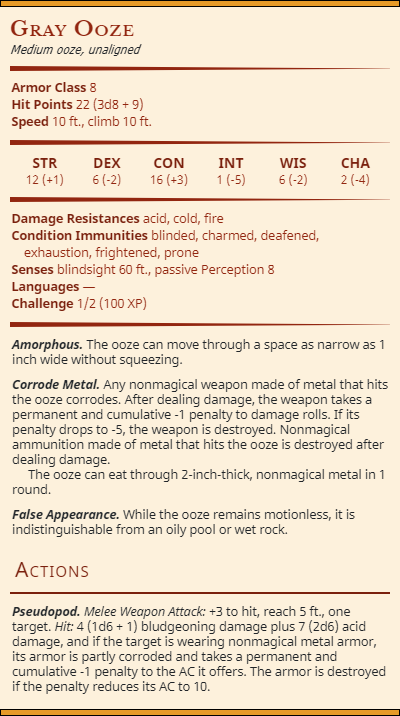 Gray Ooze
Medium ooze, unaligned
Armor Class 8
Hit Points 22 (3d8 + 9)
Speed 10 ft., climb 10 ft.
STR DEX CON INT WIS CHA
12 (+1) 6 (-2) 16 (+3) 1 (-5) 6 (-2) 2 (-4)
Damage Resistances acid, cold, fire
Condition Immunities blinded, charmed, deafened,
exhaustion, frightened, prone
Senses blindsight 60 ft., passive Perception 8
Languages —
Challenge 1/2 (100 XP)
Amorphous. The ooze can move through a space as narrow as 1
inch wide without squeezing.
Corrode Metal. Any nonmagical weapon made of metal that hits
the ooze corrodes. After dealing damage, the weapon takes a
permanent and cumulative -1 penalty to damage rolls. If its
penalty drops to -5, the weapon is destroyed. Nonmagical
ammunition made of metal that hits the ooze is destroyed after
dealing damage.
The ooze can eat through 2-inch-thick, nonmagical metal in 1
round.
False Appearance. While the ooze remains motionless, it is
indistinguishable from an oily pool or wet rock.
Actions
Pseudopod. Melee Weapon Attack: +3 to hit, reach 5 ft., one
target. Hit: 4 (1d6 + 1) bludgeoning damage plus 7 (2d6) acid
damage, and if the target is wearing nonmagical metal armor,
its armor is partly corroded and takes a permanent and
cumulative -1 penalty to the AC it offers. The armor is destroyed
if the penalty reduces its AC to 10.